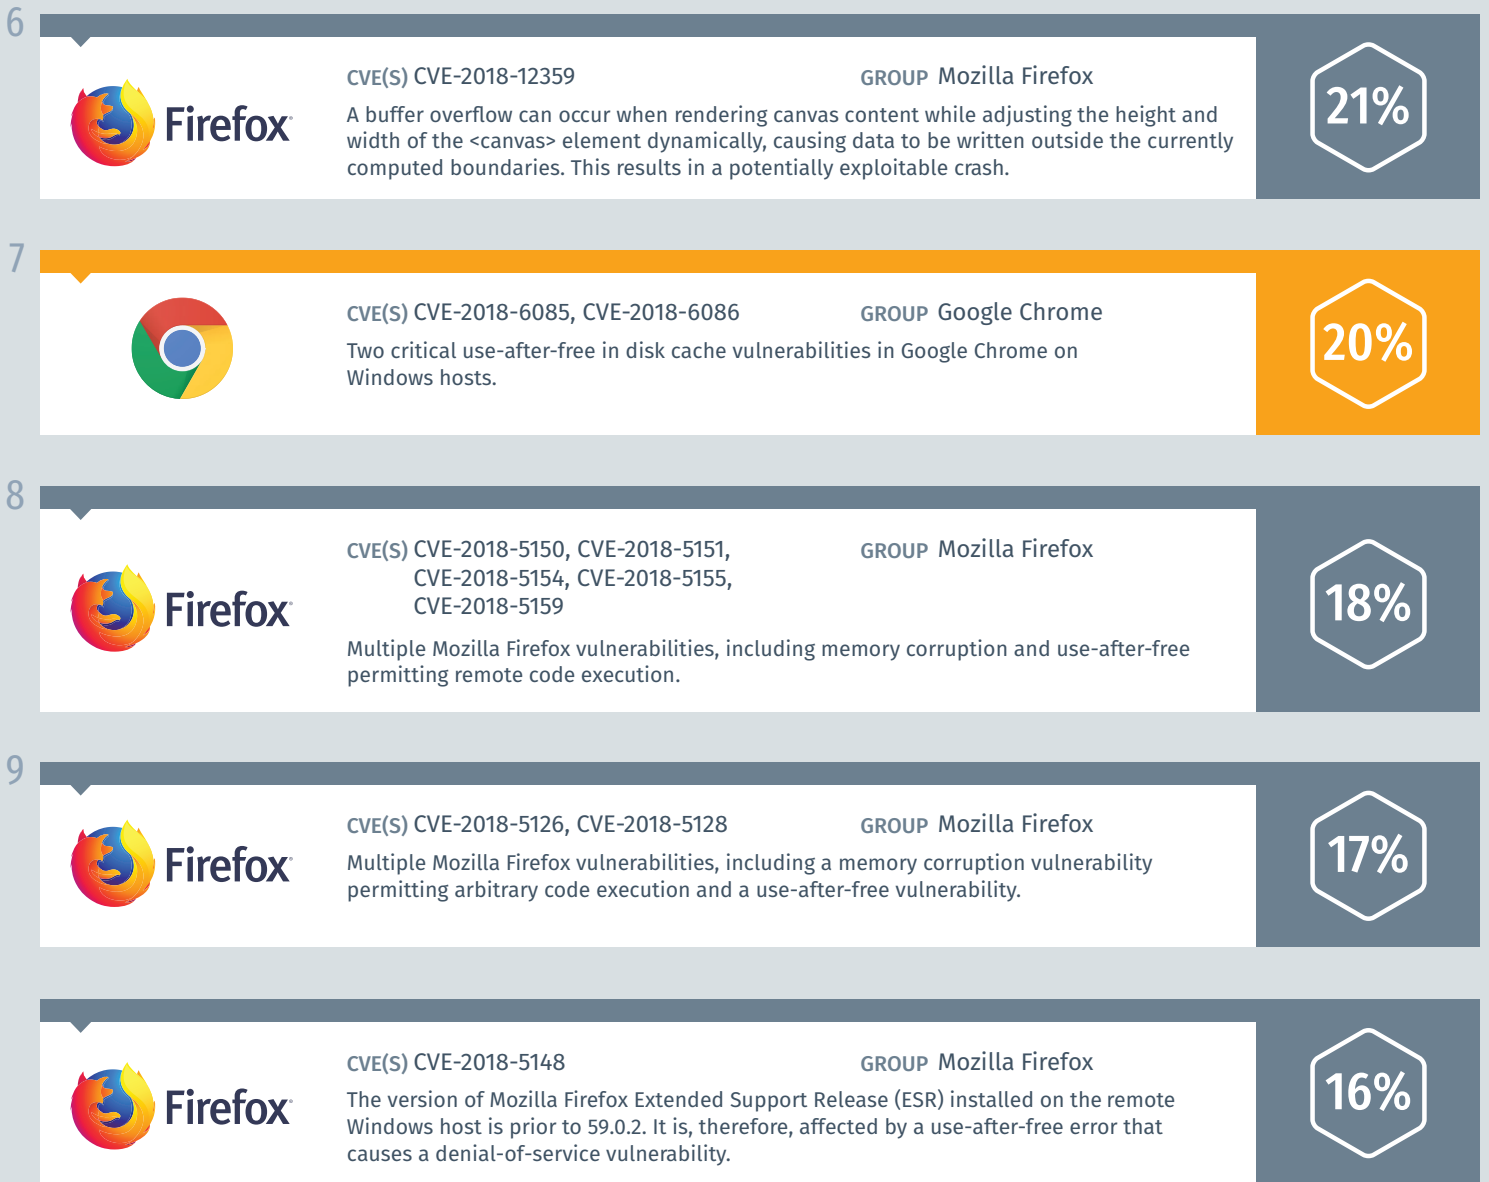 6
Firefox
CVE(S) CVE-2018-12359
GROUP Mozilla Firefox
A buffer overflow can occur when rendering canvas content while adjusting the height and
width of the <canvas> element dynamically, causing data to be written outside the currently
computed boundaries. This results in a potentially exploitable crash.
21%
7
CVE(S) CVE-2018-6085, CVE-2018-6086
GROUP Google Chrome
Two critical use-after-free in disk cache vulnerabilities in Google Chrome on
Windows hosts.
20%
8
Firefox
CVE(S) CVE-2018-5150, CVE-2018-5151,
CVE-2018-5154, CVE-2018-5155,
CVE-2018-5159
GROUP Mozilla Firefox
Multiple Mozilla Firefox vulnerabilities, including memory corruption and use-after-free
permitting remote code execution.
18%
9
Firefox
CVE(S) CVE-2018-5126, CVE-2018-5128
GROUP Mozilla Firefox
Multiple Mozilla Firefox vulnerabilities, including a memory corruption vulnerability
permitting arbitrary code execution and a use-after-free vulnerability.
17%
Firefox
CVE(S) CVE-2018-5148
GROUP Mozilla Firefox
The version of Mozilla Firefox Extended Support Release (ESR) installed on the remote
Windows host is prior to 59.0.2. It is, therefore, affected by a use-after-free error that
causes a denial-of-service vulnerability.
16%